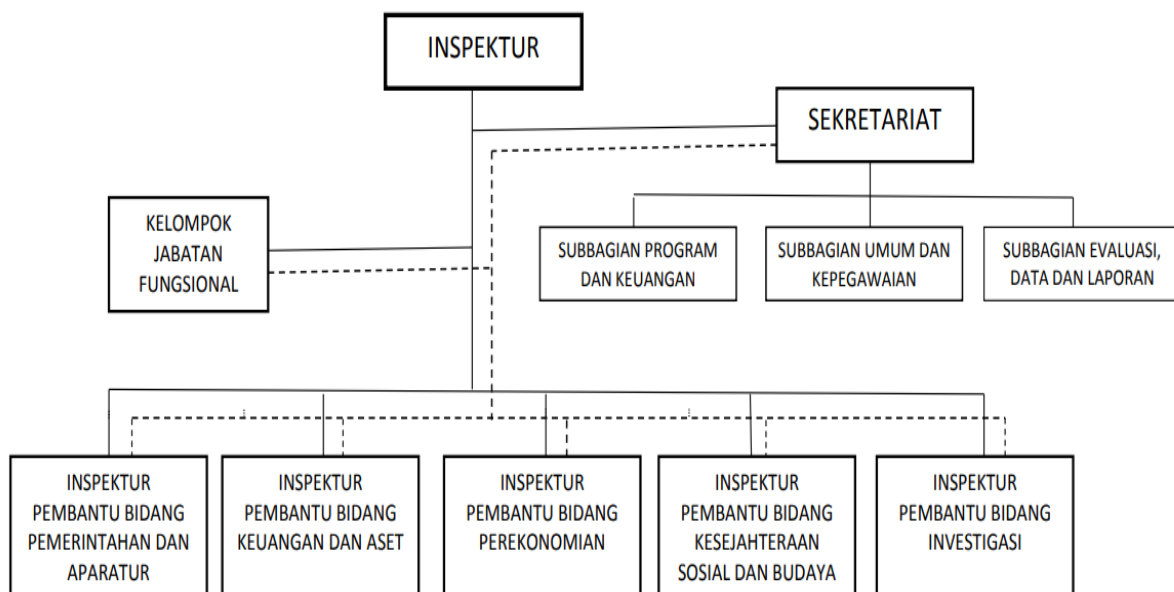 INSPEKTUR
SEKRETARIAT
KELOMPOK
JABATAN
FUNGSIONAL
SUBBAGIAN PROGRAM
DAN KEUANGAN
SUBBAGIAN UMUM DAN
KEPEGAWAIAN
SUBBAGIAN EVALUASI,
DATA DAN LAPORAN
INSPEKTUR
PEMBANTU BIDANG
PEMERINTAHAN DAN
APARATUR
INSPEKTUR
PEMBANTU BIDANG
KEUANGAN DAN ASET
INSPEKTUR
PEMBANTU BIDANG
PEREKONOMIAN
INSPEKTUR
PEMBANTU BIDANG
KESEJAHTERAAN
SOSIAL DAN BUDAYA
INSPEKTUR
PEMBANTU BIDANG
INVESTIGASI